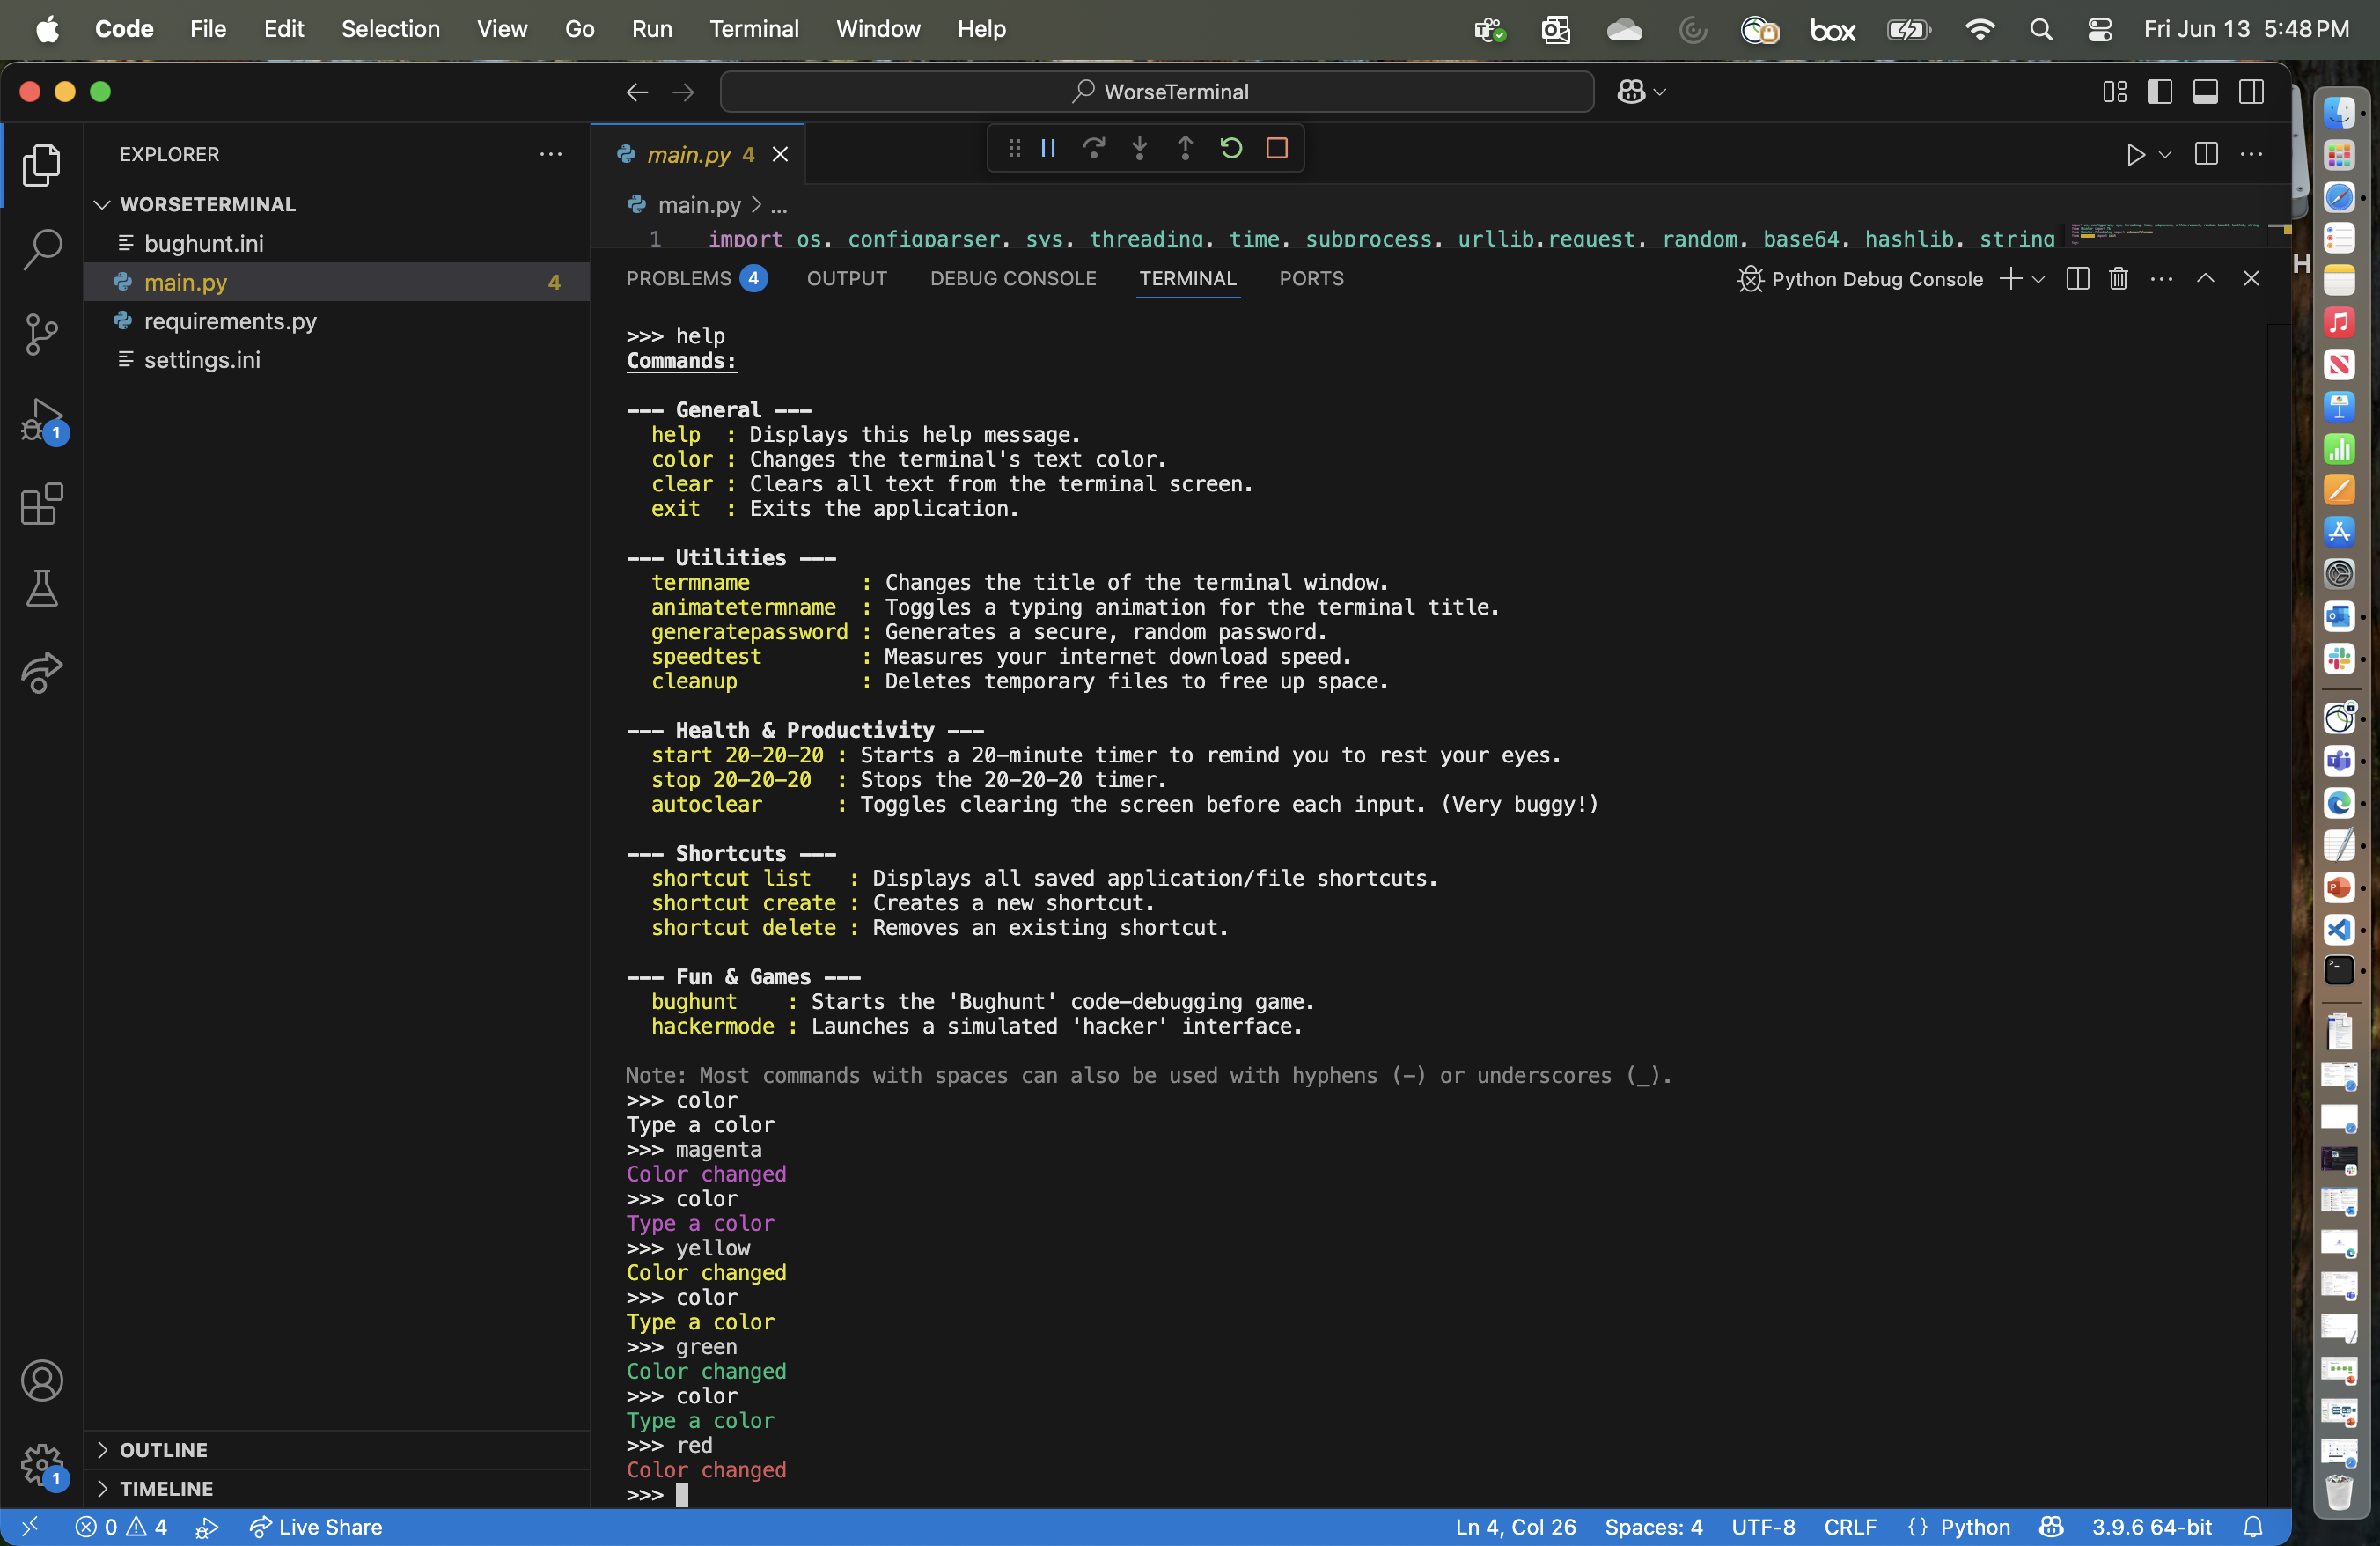 Code File Edit Selection View Go Run Terminal Window Help box Fri Jun 13 5:48 PM
WorseTerminal
EXPLORER
WORSETERMINAL
bughunt.ini
main.py 4
requirements.py
settings.ini
OUTLINE
TIMELINE
1
1
main.py 4
main.py > ...
1 import os, configparser, sys, threading, time, subprocess, urllib.request, random, base64, hashlib, string
PROBLEMS 4 OUTPUT DEBUG CONSOLE TERMINAL PORTS Python Debug Console
>>> help
Commands:
--- General ---
help : Displays this help message.
color : Changes the terminal's text color.
clear : Clears all text from the terminal screen.
exit : Exits the application.
--- Utilities ---
termname : Changes the title of the terminal window.
animatetermname : Toggles a typing animation for the terminal title.
generatepassword : Generates a secure, random password.
speedtest : Measures your internet download speed.
cleanup : Deletes temporary files to free up space.
--- Health & Productivity ---
start 20-20-20 : Starts a 20-minute timer to remind you to rest your eyes.
stop 20-20-20 : Stops the 20-20-20 timer.
autoclear : Toggles clearing the screen before each input. (Very buggy!)
--- Shortcuts ---
shortcut list : Displays all saved application/file shortcuts.
shortcut create : Creates a new shortcut.
shortcut delete : Removes an existing shortcut.
--- Fun & Games ---
bughunt : Starts the 'Bughunt' code-debugging game.
hackermode : Launches a simulated 'hacker' interface.
Note: Most commands with spaces can also be used with hyphens (-) or underscores (_).
>>> color
Type a color
>>> magenta
Color changed
>>> color
Type a color
>>> yellow
Color changed
>>> color
Type a color
>>> green
Color changed
>>> color
Type a color
>>> red
Color changed
>>>
0 4 Live Share Ln 4, Col 26 Spaces: 4 UTF-8 CRLF {} Python 3.9.6 64-bit
H